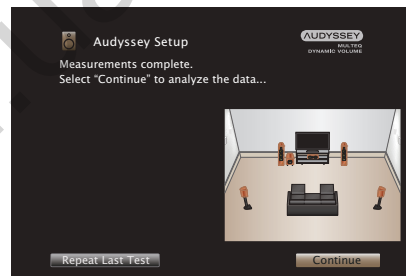 Audyssey Setup
AUDYSSEY
MULTEQ
DYNAMIC VOLUME
Measurements complete.
Select “Continue” to analyze the data...
Repeat Last Test
Continue